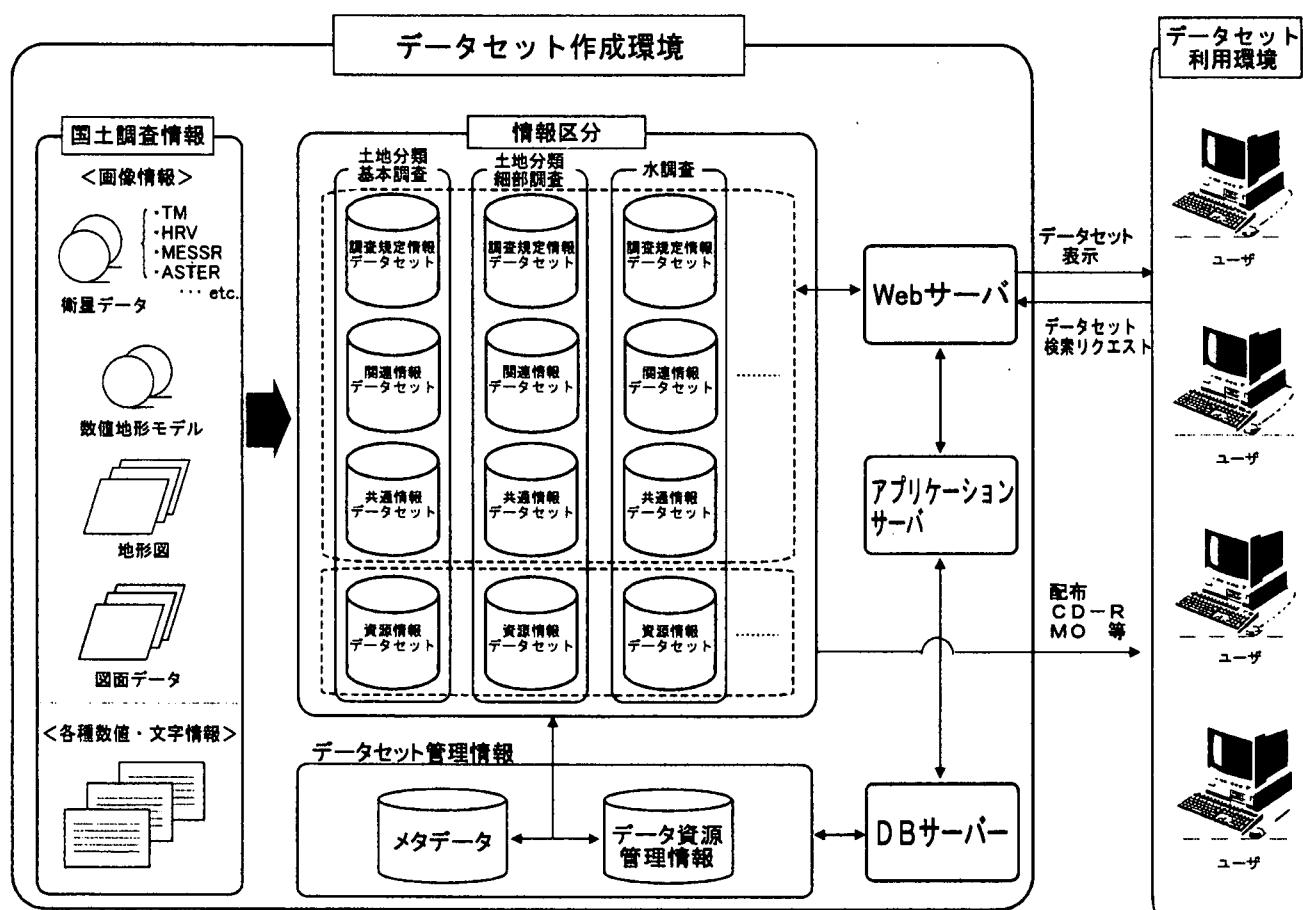 データセット作成環境
データセット
利用環境
国土調査情報
<画像情報>
・TM
・HRV
・MESSR
・ASTER
… etc.
衛星データ
数値地形モデル
地形図
図面データ
<各種数値・文字情報>
情報区分
土地分類
基本調査
土地分類
細部調査
水調査
調査規定情報
データセット
調査規定情報
データセット
調査規定情報
データセット
関連情報
データセット
関連情報
データセット
関連情報
データセット
………
共通情報
データセット
共通情報
データセット
共通情報
データセット
資源情報
データセット
資源情報
データセット
資源情報
データセット
………
データセット管理情報
メタデータ
データ資源
管理情報
Webサーバ
アプリケーション
サーバ
DBサーバー
データセット
表示
データセット
検索リクエスト
配布
CD-R
MO 等
ユーザ
ユーザ
ユーザ
ユーザ